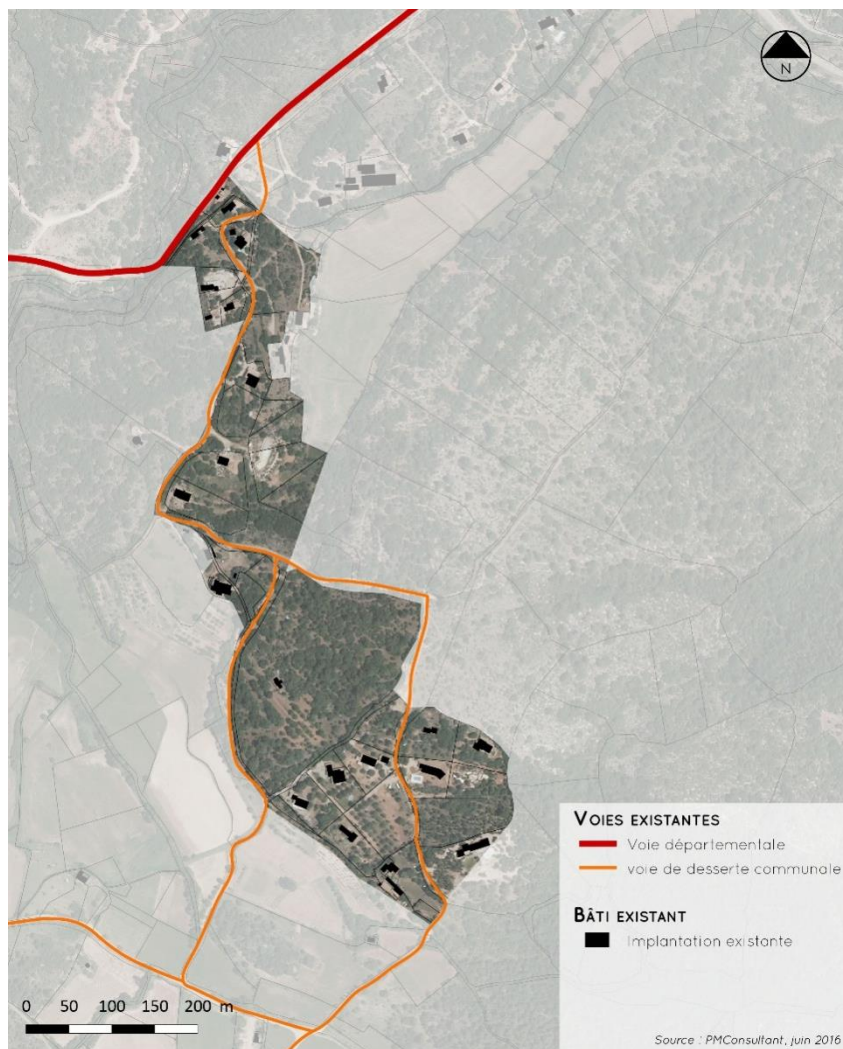 N
VOIES EXISTANTES
Voie départementale
voie de desserte communale
BÂTI EXISTANT
Implantation existante
0 50 100 150 200 m
Source : PMConsultant, juin 2016